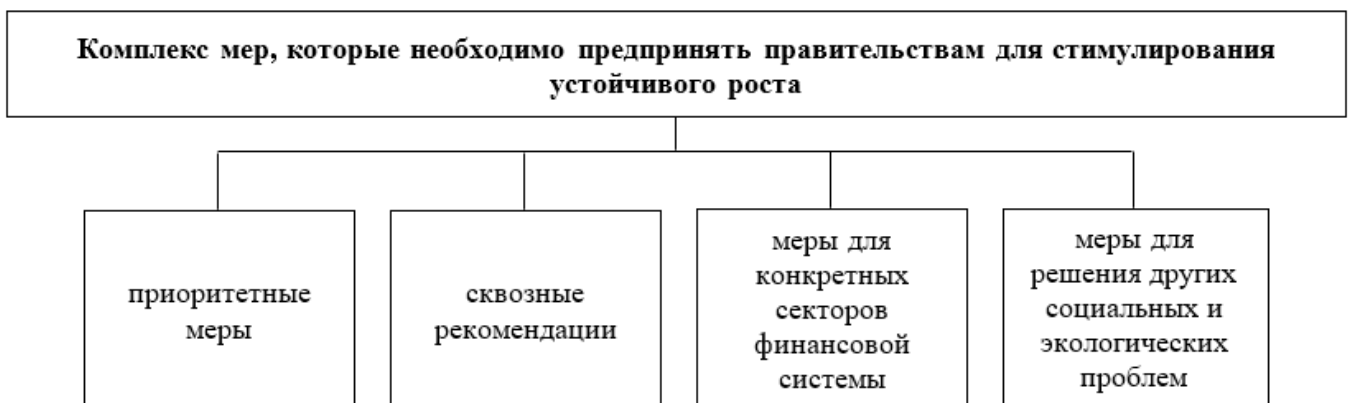 Комплекс мер, которые необходимо предпринять правительствам для стимулирования
устойчивого роста
приоритетные
меры
сквозные
рекомендации
меры для
конкретных
секторов
финансовой
системы
меры для
решения других
социальных и
экологических
проблем